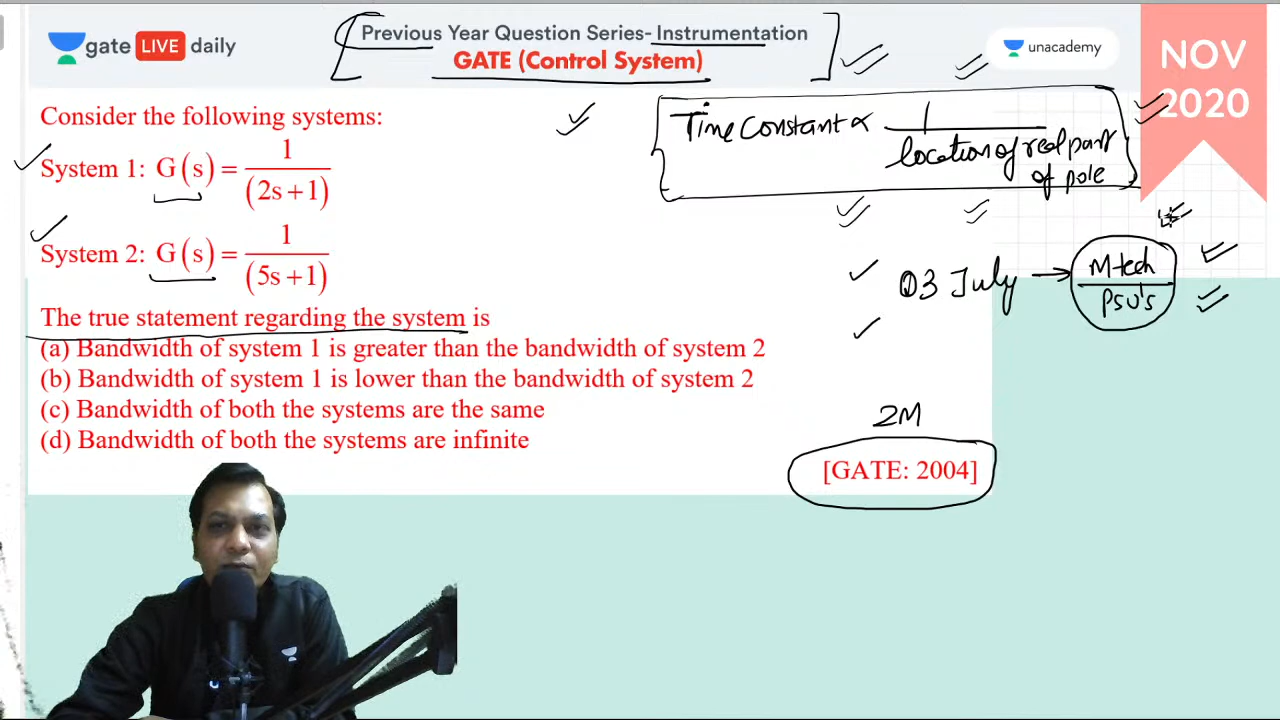 gate LIVE daily
Previous Year Question Series- Instrumentation
GATE (Control System)
unacademy
NOV
2020
Consider the following systems:
System 1: G(s) = 1/(2s+1)
System 2: G(s) = 1/(5s+1)
The true statement regarding the system is
(a) Bandwidth of system 1 is greater than the bandwidth of system 2
(b) Bandwidth of system 1 is lower than the bandwidth of system 2
(c) Bandwidth of both the systems are the same
(d) Bandwidth of both the systems are infinite
2M
[GATE: 2004]
Time Constant ∝ 1
location of real part
of pole
03 July → M.tech
PSU's